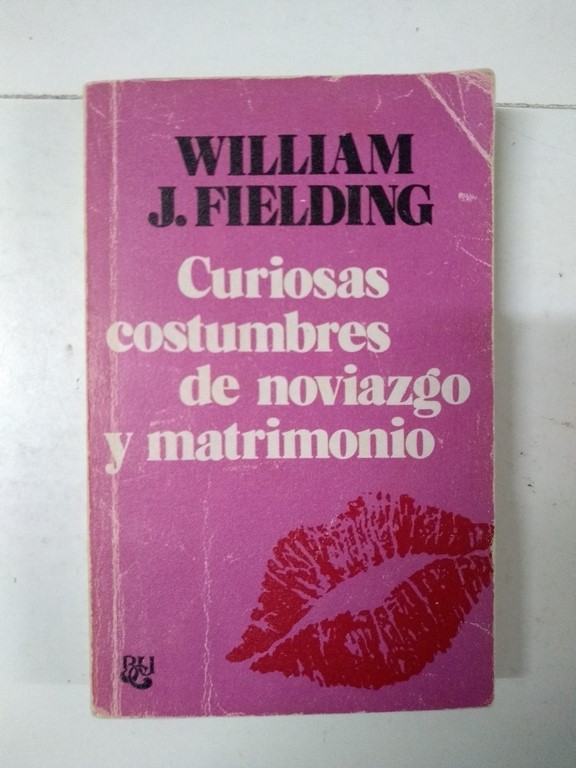 WILLIAM
J. FIELDING
Curiosas
costumbres
de noviazgo
y matrimonio